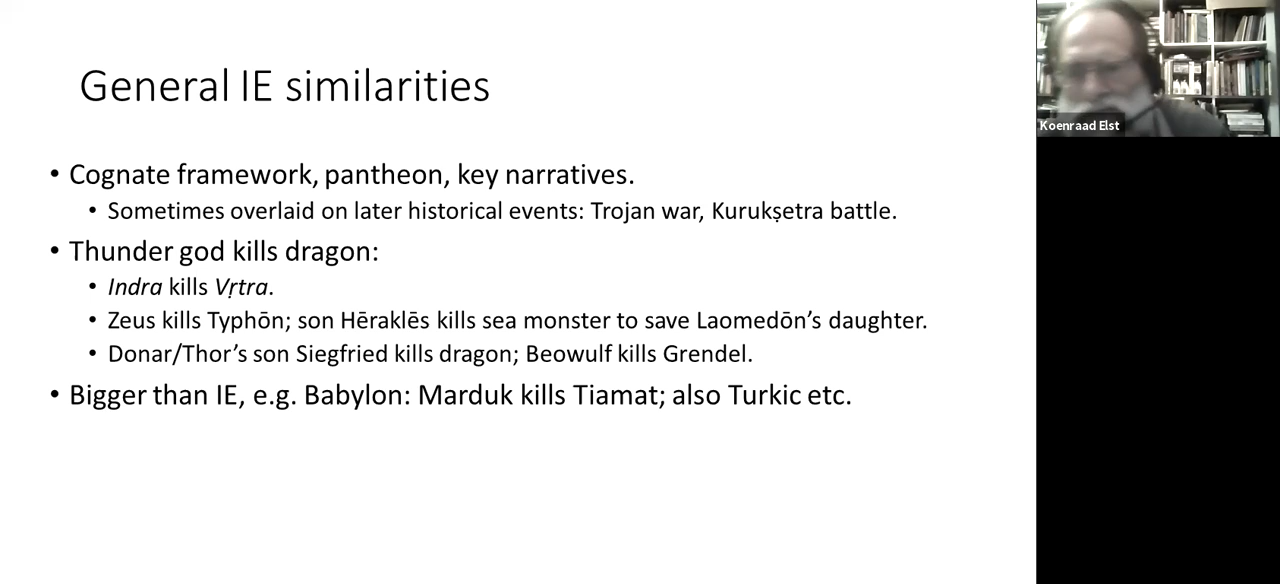 General IE similarities
• Cognate framework, pantheon, key narratives.
• Sometimes overlaid on later historical events: Trojan war, Kurukṣetra battle.
• Thunder god kills dragon:
• Indra kills Vṛtra.
• Zeus kills Typhōn; son Hēraklēs kills sea monster to save Laomedōn’s daughter.
• Donar/Thor’s son Siegfried kills dragon; Beowulf kills Grendel.
• Bigger than IE, e.g. Babylon: Marduk kills Tiamat; also Turkic etc.
Koenraad Elst